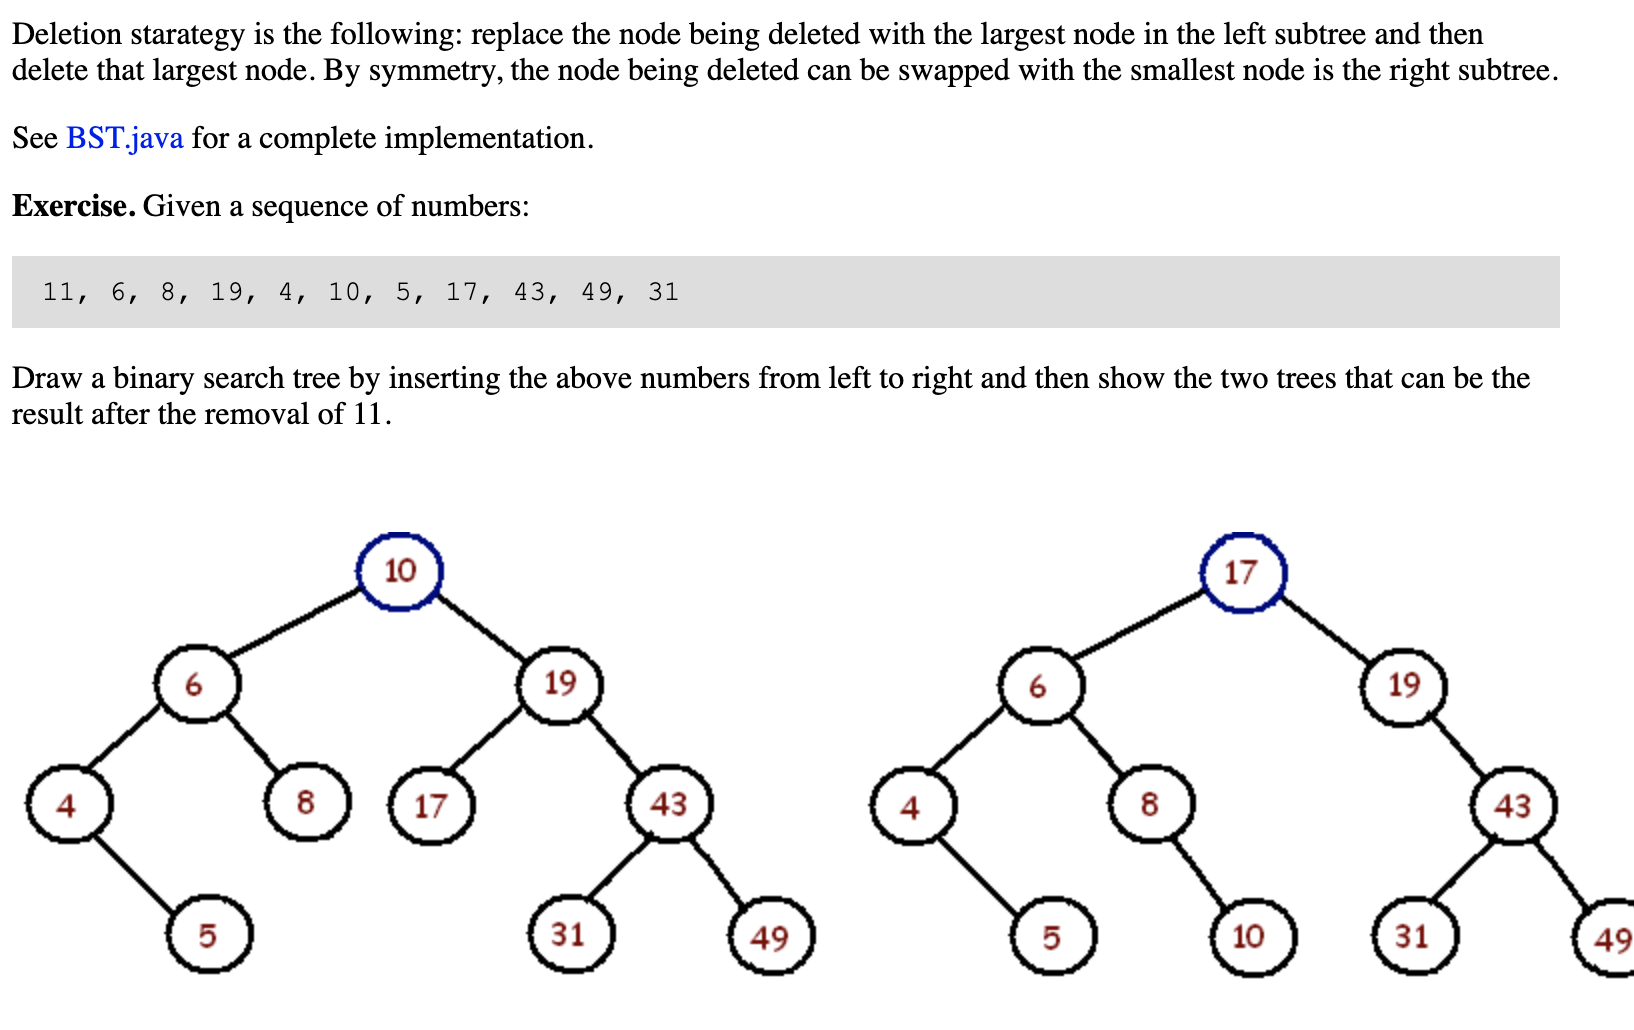 Deletion starategy is the following: replace the node being deleted with the largest node in the left subtree and then
delete that largest node. By symmetry, the node being deleted can be swapped with the smallest node is the right subtree.
See BST.java for a complete implementation.
Exercise. Given a sequence of numbers:
11, 6, 8, 19, 4, 10, 5, 17, 43, 49, 31
Draw a binary search tree by inserting the above numbers from left to right and then show the two trees that can be the
result after the removal of 11.
10
6
19
4
8
17
43
5
31
49
17
6
19
4
8
43
5
10
31
49